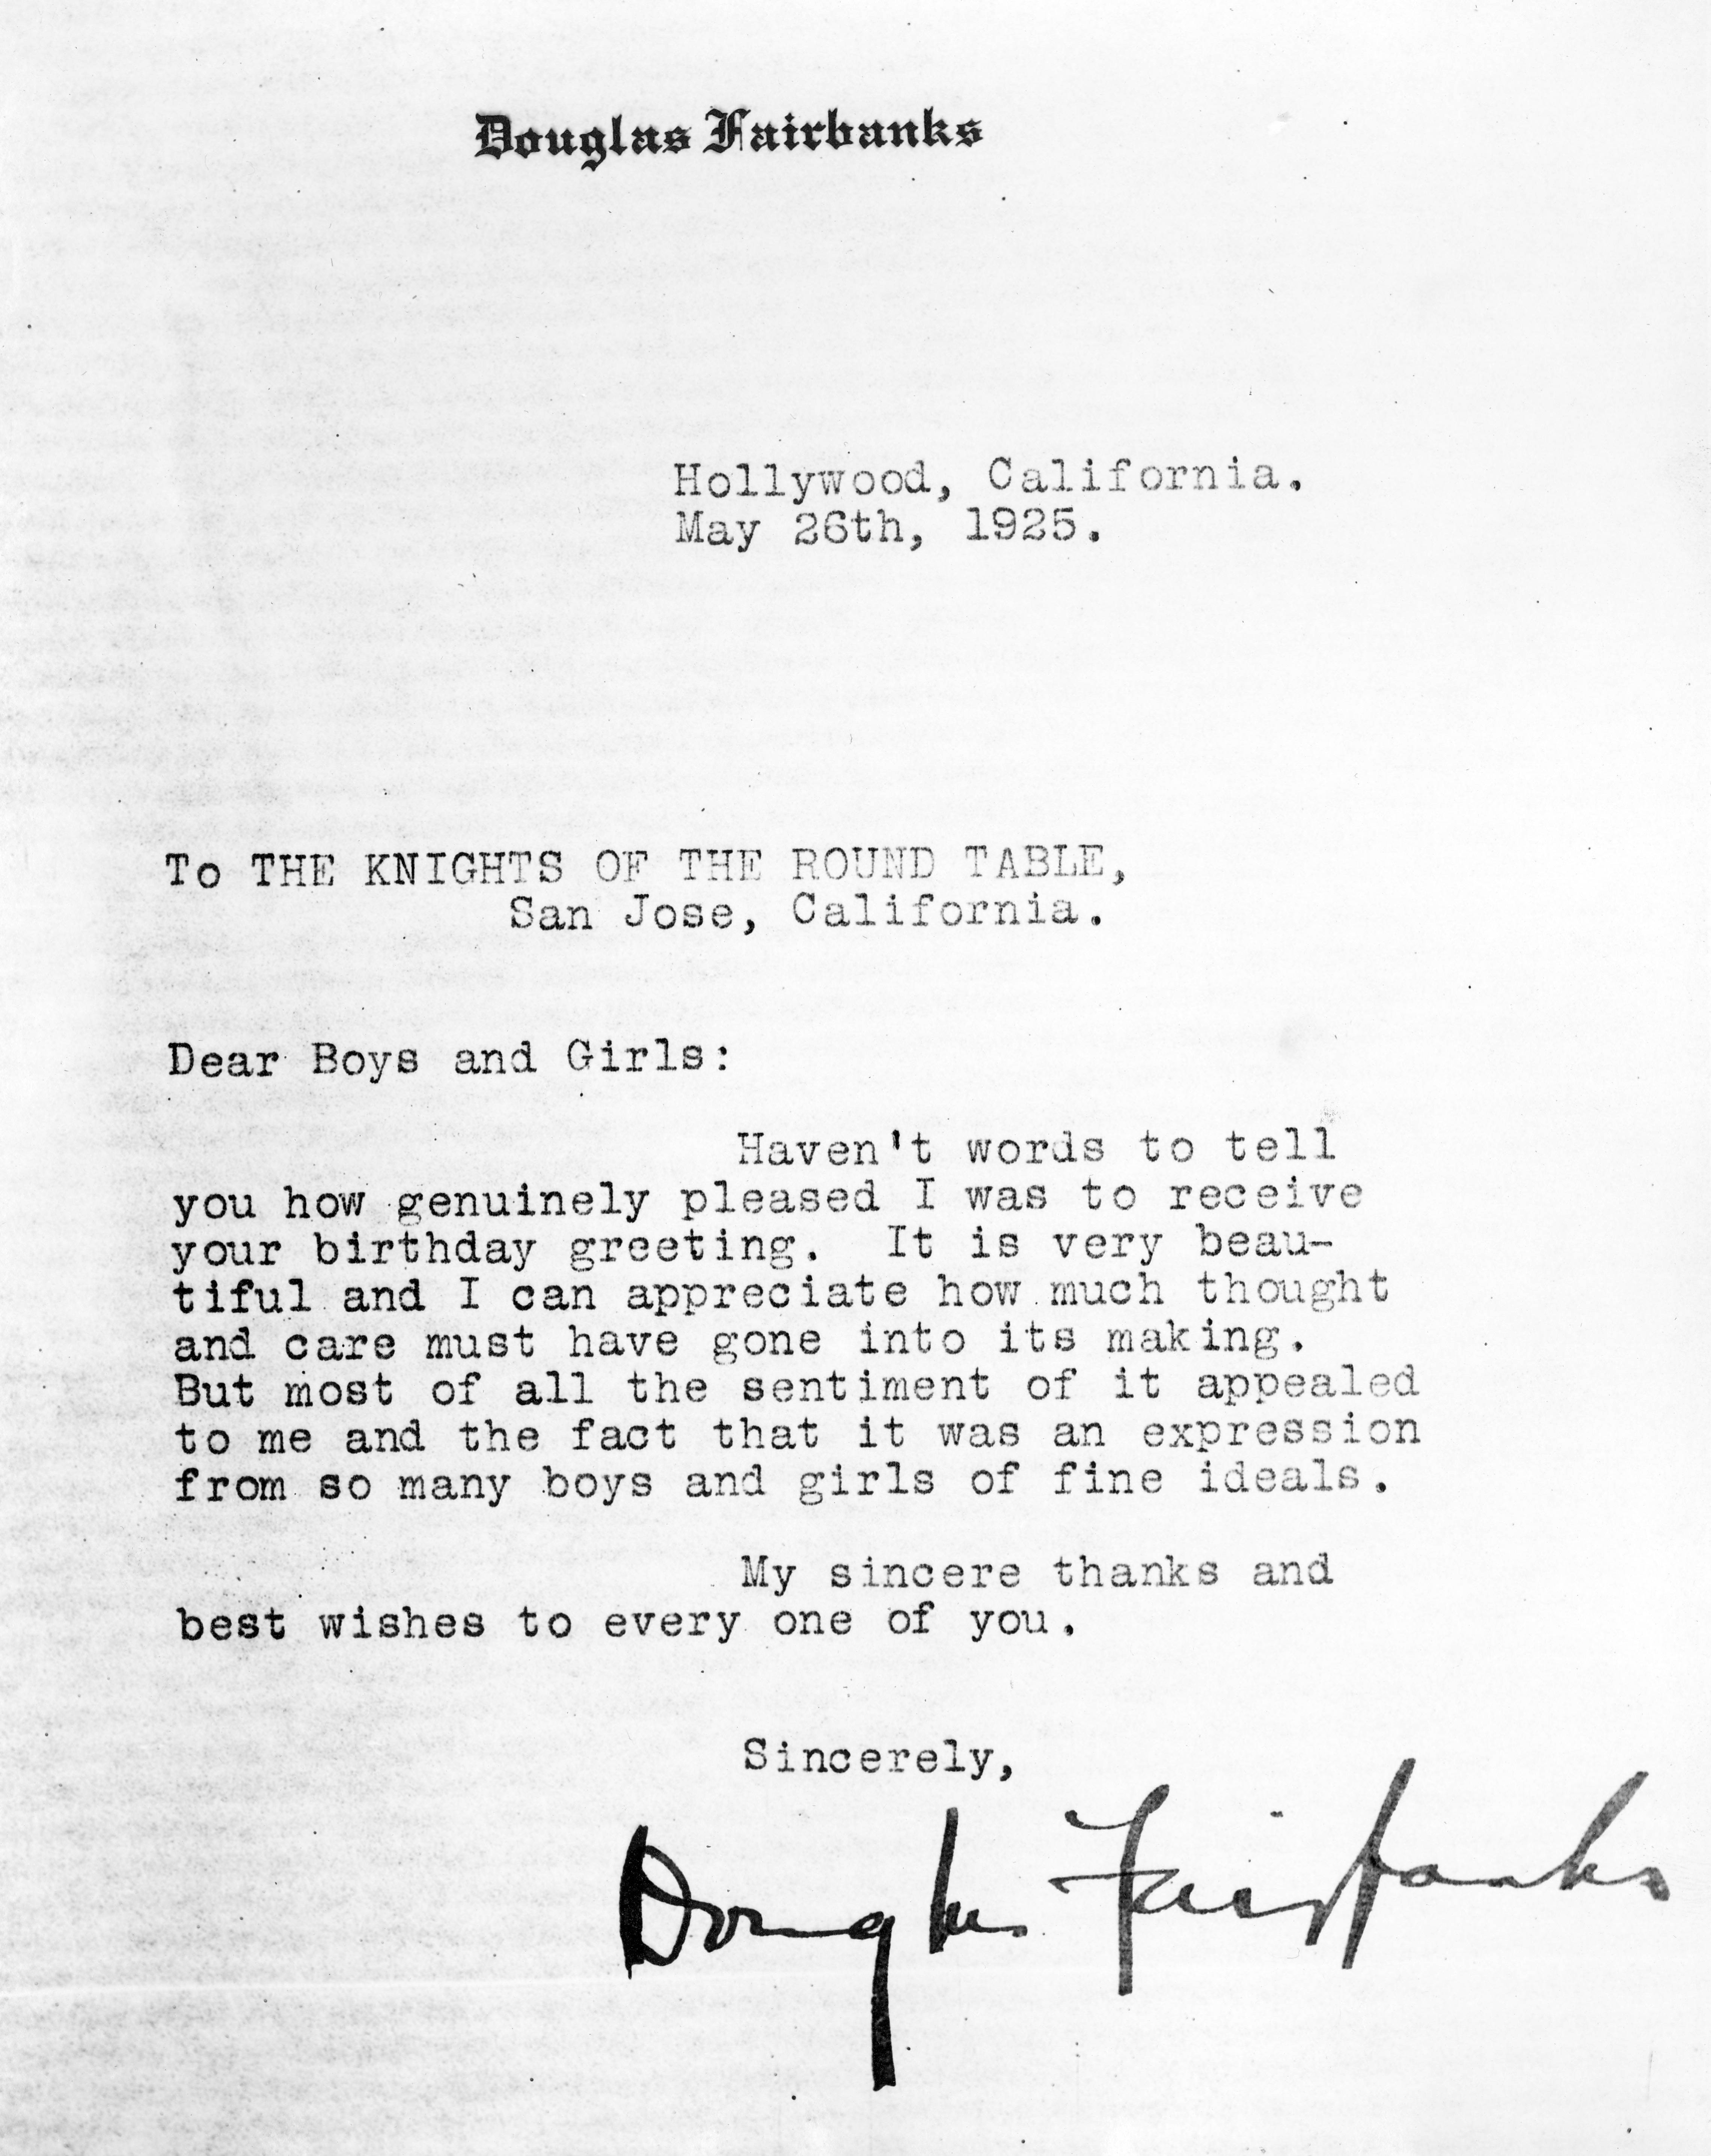 Douglas Fairbanks
Hollywood, California.
May 26th, 1925.
To THE KNIGHTS OF THE ROUND TABLE,
San Jose, California.
Dear Boys and Girls:
Haven't words to tell
you how genuinely pleased I was to receive
your birthday greeting. It is very beau-
tiful and I can appreciate how much thought
and care must have gone into its making.
But most of all the sentiment of it appealed
to me and the fact that it was an expression
from so many boys and girls of fine ideals.
My sincere thanks and
best wishes to every one of you.
Sincerely,
Douglas Fairbanks